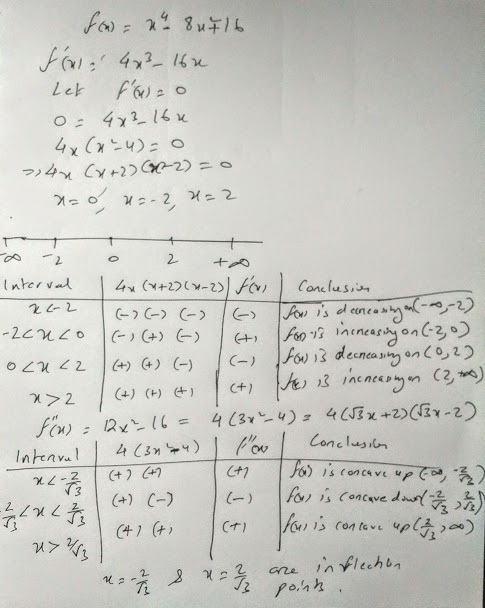 f(x) = x⁴ - 8x² + 16
f'(x) = 4x³ - 16x
Let f'(x) = 0
0 = 4x³ - 16x
4x (x² - 4) = 0
=> 4x (x+2) (x-2) = 0
x = 0, x = -2, x = 2
-∞ -2 0 2 +∞
Interval | 4x (x+2) (x-2) | f'(x) | Conclusion
x < -2 | (-) (-) (-) | (-) | f(x) is decreasing on (-∞, -2)
-2 < x < 0 | (-) (+) (-) | (+) | f(x) is increasing on (-2, 0)
0 < x < 2 | (+) (+) (-) | (-) | f(x) is decreasing on (0, 2)
x > 2 | (+) (+) (+) | (+) | f(x) is increasing on (2, +∞)
f''(x) = 12x² - 16 = 4 (3x² - 4) = 4 (√3x + 2) (√3x - 2)
Interval | 4 (3x² - 4) | f''(x) | Conclusion
x < -2/√3 | (+) (+) | (+) | f(x) is concave up (-∞, -2/√3)
-2/√3 < x < 2/√3 | (+) (-) | (-) | f(x) is concave down (-2/√3, 2/√3)
x > 2/√3 | (+) (+) | (+) | f(x) is concave up (2/√3, ∞)
x = -2/√3 & x = 2/√3 are inflection
points.